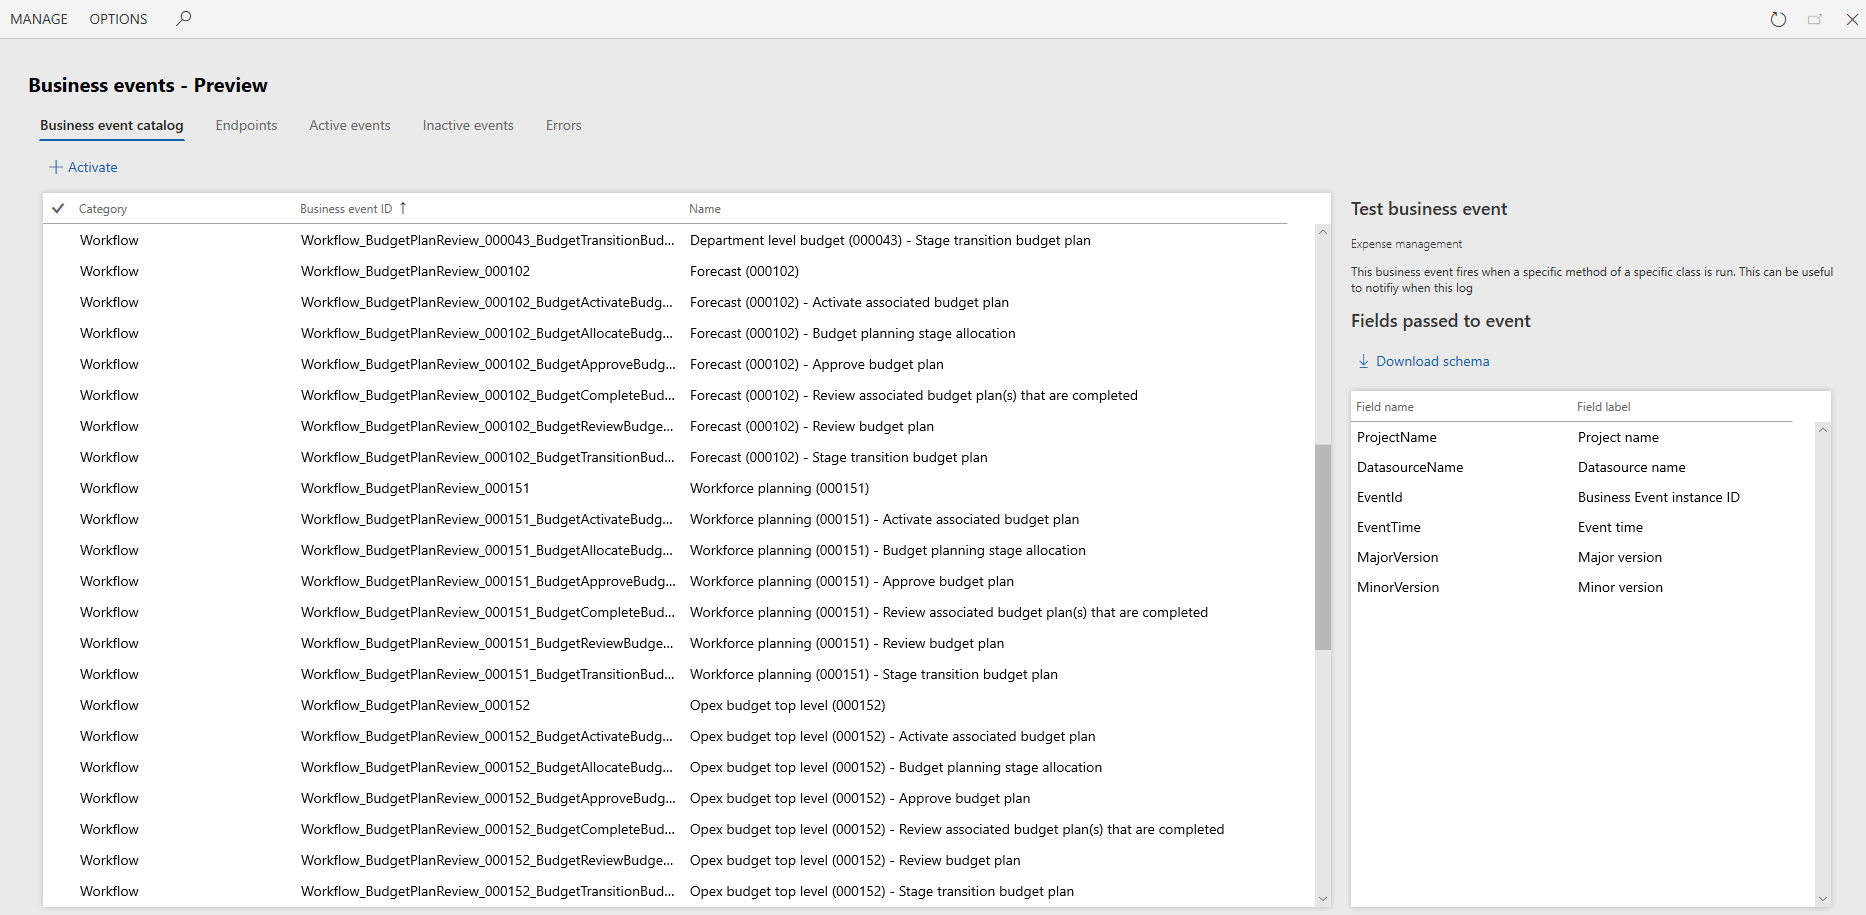 MANAGE OPTIONS
Business events - Preview
Business event catalog Endpoints Active events Inactive events Errors
Activate
Category Business event ID Name
Workflow Workflow_BudgetPlanReview_000043_BudgetTransitionBud... Department level budget (000043) - Stage transition budget plan
Workflow Workflow_BudgetPlanReview_000102 Forecast (000102)
Workflow Workflow_BudgetPlanReview_000102_BudgetActivateBudg... Forecast (000102) - Activate associated budget plan
Workflow Workflow_BudgetPlanReview_000102_BudgetAllocateBudg... Forecast (000102) - Budget planning stage allocation
Workflow Workflow_BudgetPlanReview_000102_BudgetApproveBudg... Forecast (000102) - Approve budget plan
Workflow Workflow_BudgetPlanReview_000102_BudgetCompleteBud... Forecast (000102) - Review associated budget plan(s) that are completed
Workflow Workflow_BudgetPlanReview_000102_BudgetReviewBudge... Forecast (000102) - Review budget plan
Workflow Workflow_BudgetPlanReview_000102_BudgetTransitionBud... Forecast (000102) - Stage transition budget plan
Workflow Workflow_BudgetPlanReview_000151 Workforce planning (000151)
Workflow Workflow_BudgetPlanReview_000151_BudgetActivateBudg... Workforce planning (000151) - Activate associated budget plan
Workflow Workflow_BudgetPlanReview_000151_BudgetAllocateBudg... Workforce planning (000151) - Budget planning stage allocation
Workflow Workflow_BudgetPlanReview_000151_BudgetApproveBudg... Workforce planning (000151) - Approve budget plan
Workflow Workflow_BudgetPlanReview_000151_BudgetCompleteBud... Workforce planning (000151) - Review associated budget plan(s) that are completed
Workflow Workflow_BudgetPlanReview_000151_BudgetReviewBudge... Workforce planning (000151) - Review budget plan
Workflow Workflow_BudgetPlanReview_000151_BudgetTransitionBud... Workforce planning (000151) - Stage transition budget plan
Workflow Workflow_BudgetPlanReview_000152 Opex budget top level (000152)
Workflow Workflow_BudgetPlanReview_000152_BudgetActivateBudg... Opex budget top level (000152) - Activate associated budget plan
Workflow Workflow_BudgetPlanReview_000152_BudgetAllocateBudg... Opex budget top level (000152) - Budget planning stage allocation
Workflow Workflow_BudgetPlanReview_000152_BudgetApproveBudg... Opex budget top level (000152) - Approve budget plan
Workflow Workflow_BudgetPlanReview_000152_BudgetCompleteBud... Opex budget top level (000152) - Review associated budget plan(s) that are completed
Workflow Workflow_BudgetPlanReview_000152_BudgetReviewBudge... Opex budget top level (000152) - Review budget plan
Workflow Workflow_BudgetPlanReview_000152_BudgetTransitionBud... Opex budget top level (000152) - Stage transition budget plan
Test business event
Expense management
This business event fires when a specific method of a specific class is run. This can be useful
to notifiy when this log
Fields passed to event
Download schema
Field name Field label
ProjectName Project name
DatasourceName Datasource name
EventId Business Event instance ID
EventTime Event time
MajorVersion Major version
MinorVersion Minor version